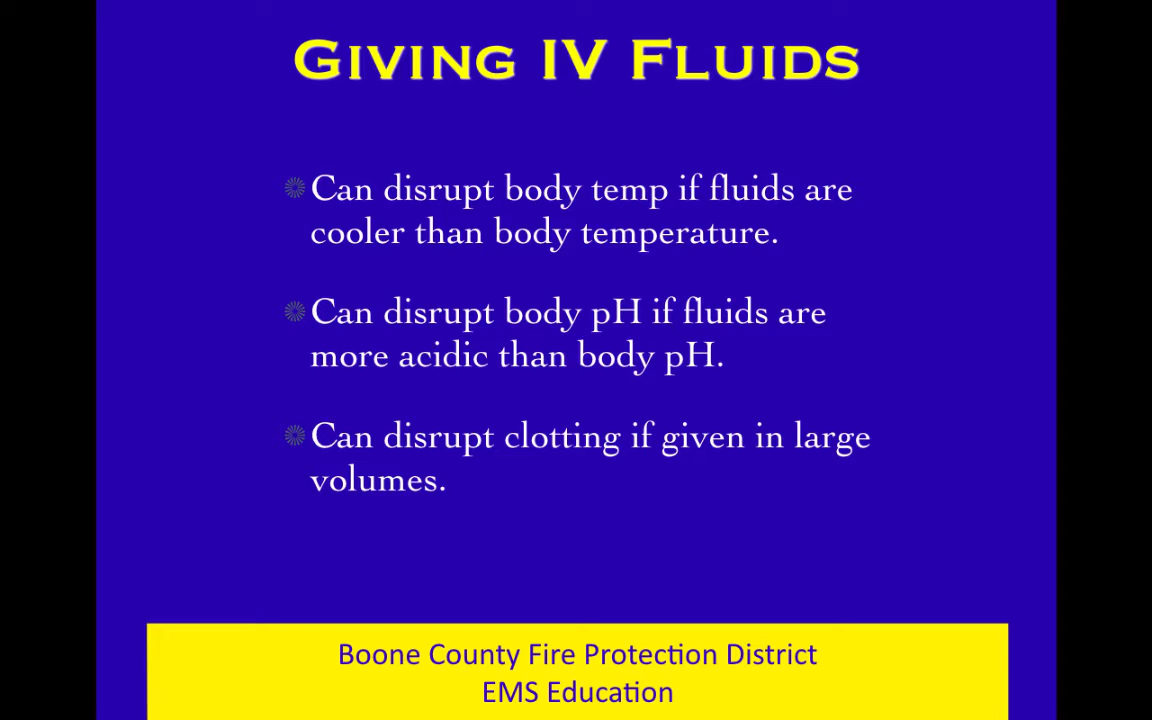 Giving IV Fluids
Can disrupt body temp if fluids are
cooler than body temperature.
Can disrupt body pH if fluids are
more acidic than body pH.
Can disrupt clotting if given in large
volumes.
Boone County Fire Protection District
EMS Education